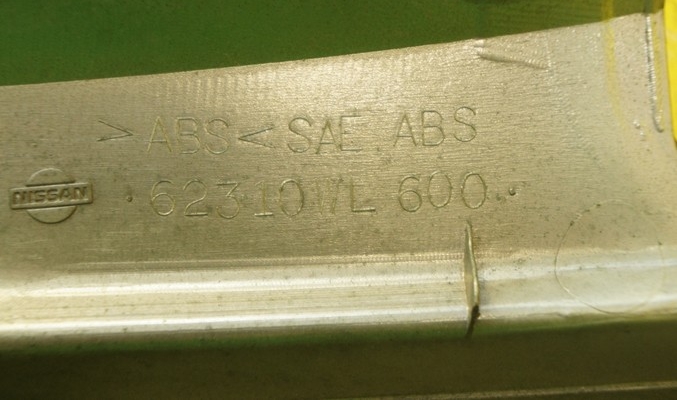 >ABS< SAE ABS
NISSAN
62310WL600